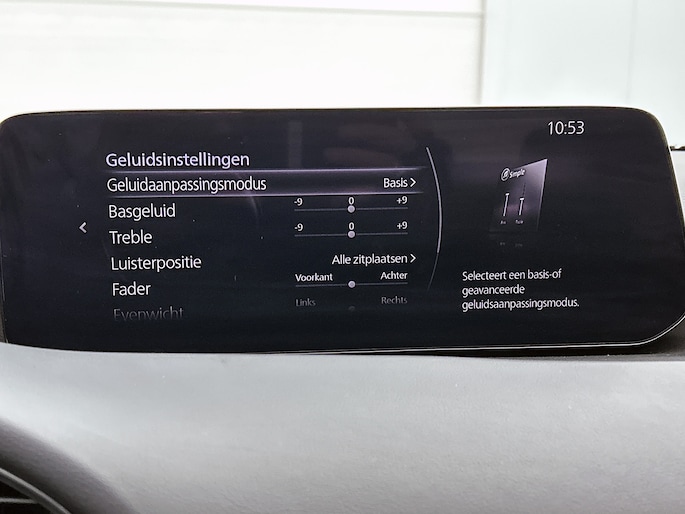 10:53
Geluidsinstellingen
Geluidaanpassingsmodus Basis >
Basgeluid -9 0 +9
Treble -9 0 +9
Luisterpositie Alle zitplaatsen >
Fader Voorkant Achter
Evenwicht Links Rechts
<
Simple
Selecteert een basis-of
geavanceerde
geluidsaanpassingsmodus.